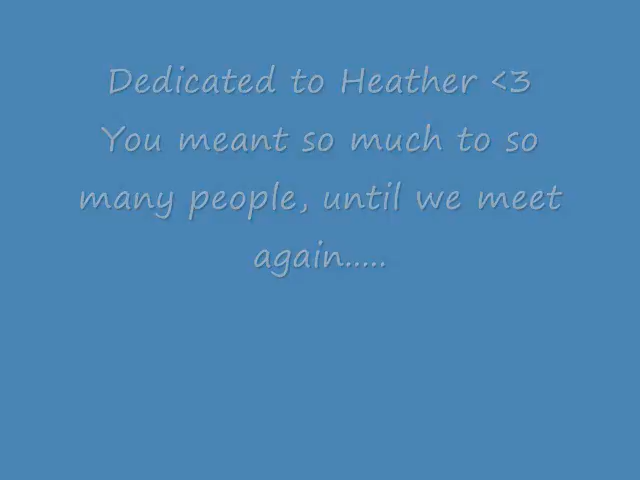 Dedicated to Heather <3
You meant so much to so
many people, until we meet
again.....